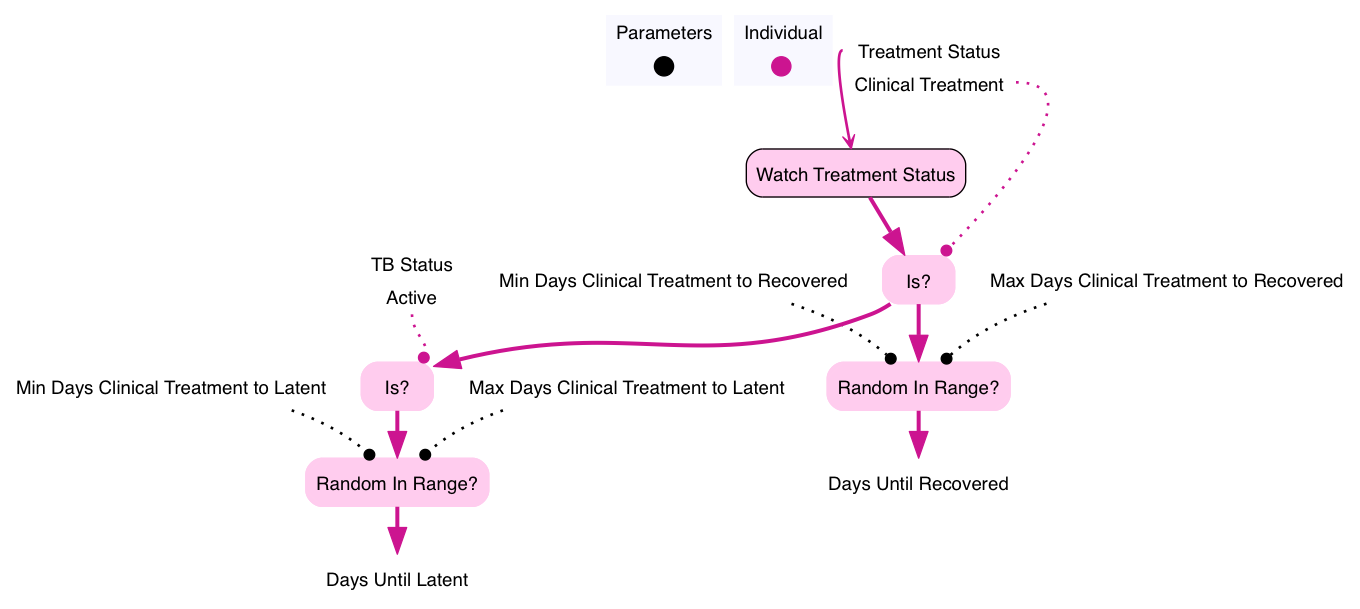 Parameters
Individual
Treatment Status
Clinical Treatment
Watch Treatment Status
TB Status
Active
Min Days Clinical Treatment to Recovered
Is?
Max Days Clinical Treatment to Recovered
Min Days Clinical Treatment to Latent
Is?
Max Days Clinical Treatment to Latent
Random In Range?
Random In Range?
Days Until Recovered
Days Until Latent